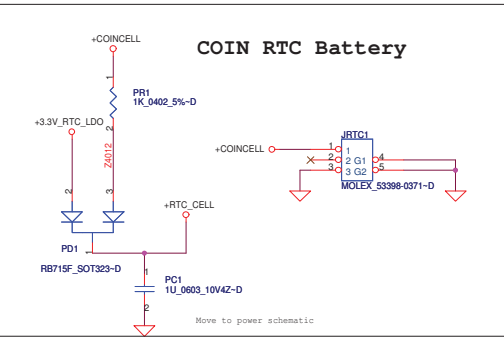 COIN RTC Battery
+COINCELL
1
PR1
1K_0402_5%~D
2
+3.3V_RTC_LDO
Z4012
2
3
+RTC_CELL
PD1
1
RB715F_SOT323~D
1
PC1
1U_0603_10V4Z~D
2
JRTC1
+COINCELL
1 1
2 2 G1 4
3 3 G2 5
MOLEX_53398-0371~D
Move to power schematic